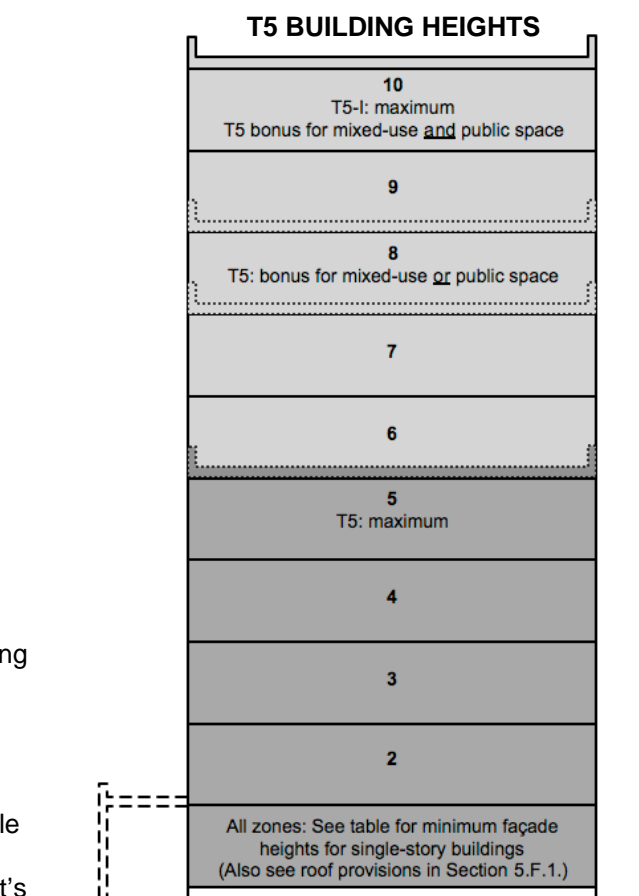 T5 BUILDING HEIGHTS
10
T5-I: maximum
T5 bonus for mixed-use and public space
9
8
T5: bonus for mixed-use or public space
7
6
5
T5: maximum
4
ng
3
2
le
All zones: See table for minimum façade
heights for single-story buildings
(Also see roof provisions in Section 5.F.1.)
t’s